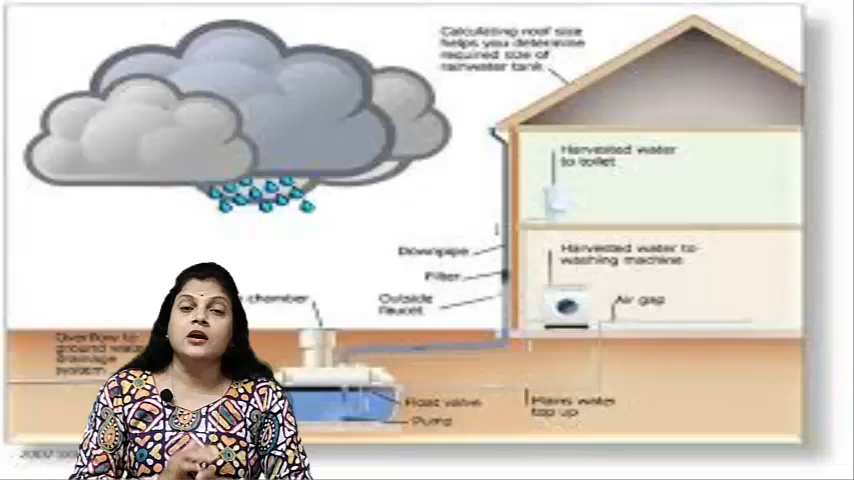 Calculating roof size
helps you determine
required size of
rainwater tank
Harvested water
to toilet
Downpipe
Harvested water to
washing machine
Filter
Outside
faucet
Air gap
chamber
Overflow to
ground water
drainage
system
Float valve
Pump
Mains water
top up